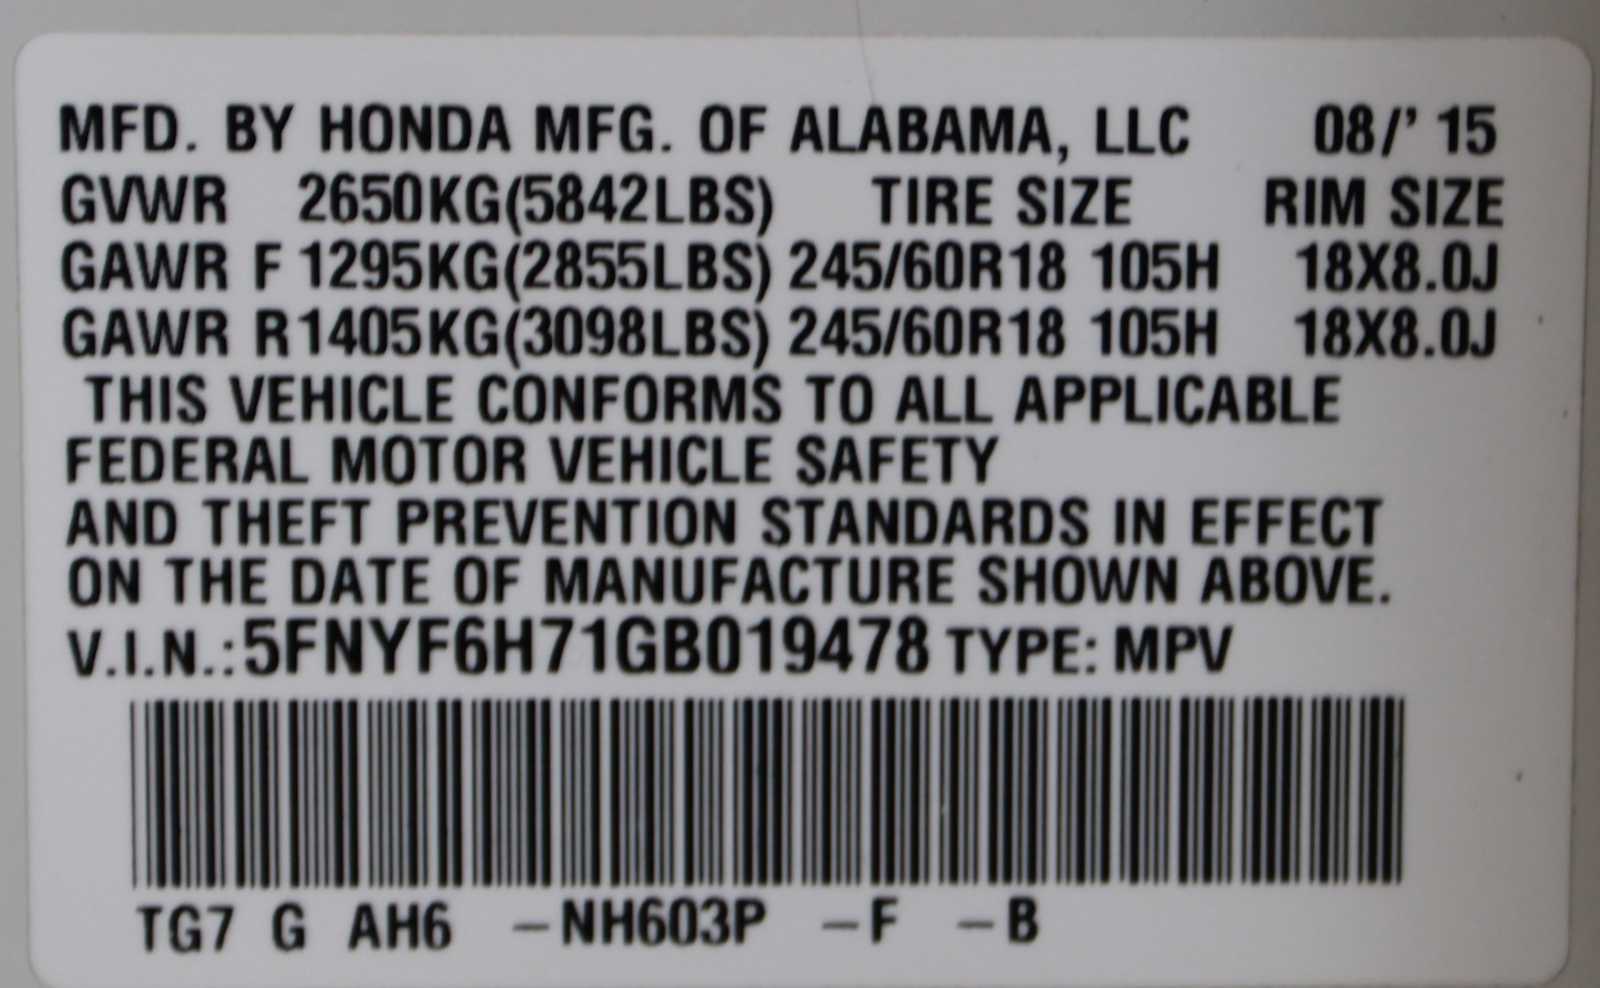 MFD. BY HONDA MFG. OF ALABAMA, LLC 08/' 15
GVWR 2650KG(5842LBS) TIRE SIZE RIM SIZE
GAWR F 1295KG(2855LBS) 245/60R18 105H 18X8.0J
GAWR R 1405KG(3098LBS) 245/60R18 105H 18X8.0J
THIS VEHICLE CONFORMS TO ALL APPLICABLE
FEDERAL MOTOR VEHICLE SAFETY
AND THEFT PREVENTION STANDARDS IN EFFECT
ON THE DATE OF MANUFACTURE SHOWN ABOVE.
V.I.N.:5FNYF6H71GB019478 TYPE: MPV
TG7 G AH6 –NH603P –F –B